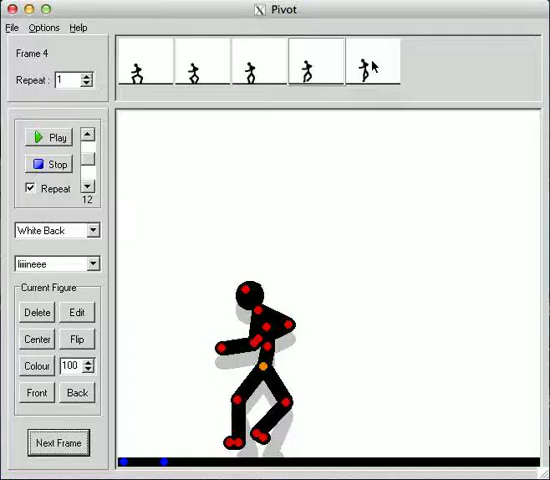 Pivot
File Options Help
Frame 4
Repeat : 1
Play
Stop
Repeat
12
White Back
liiineee
Current Figure
Delete Edit
Center Flip
Colour 100
Front Back
Next Frame